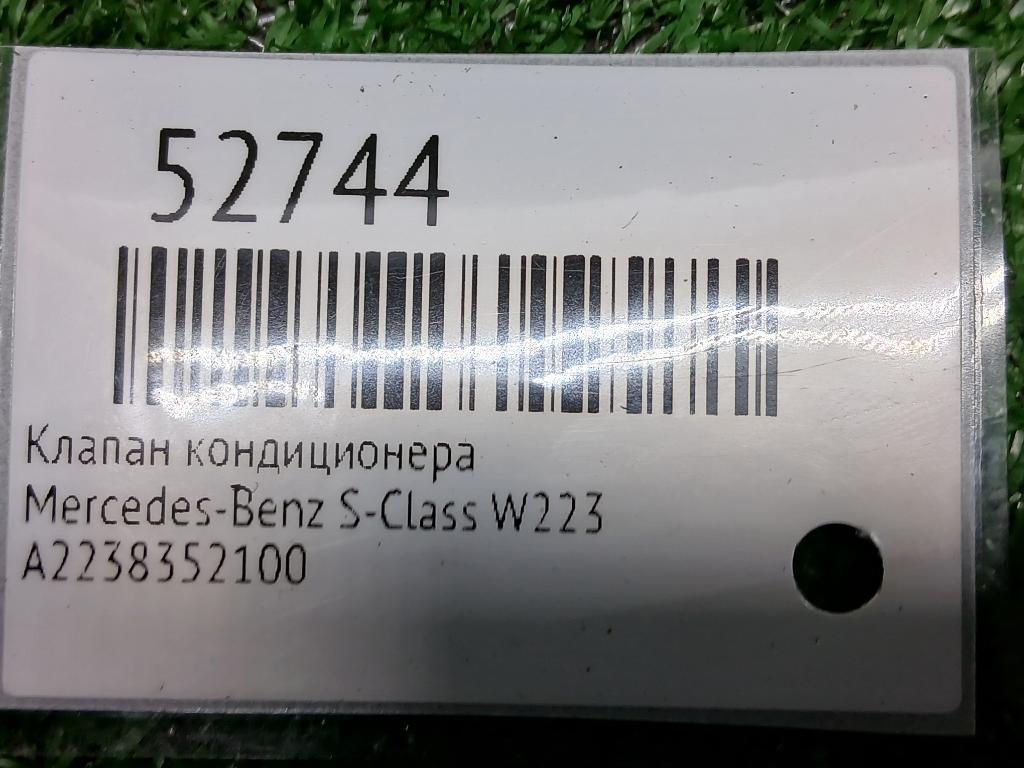 52744
Клапан кондиционера
Mercedes-Benz S-Class W223
A2238352100